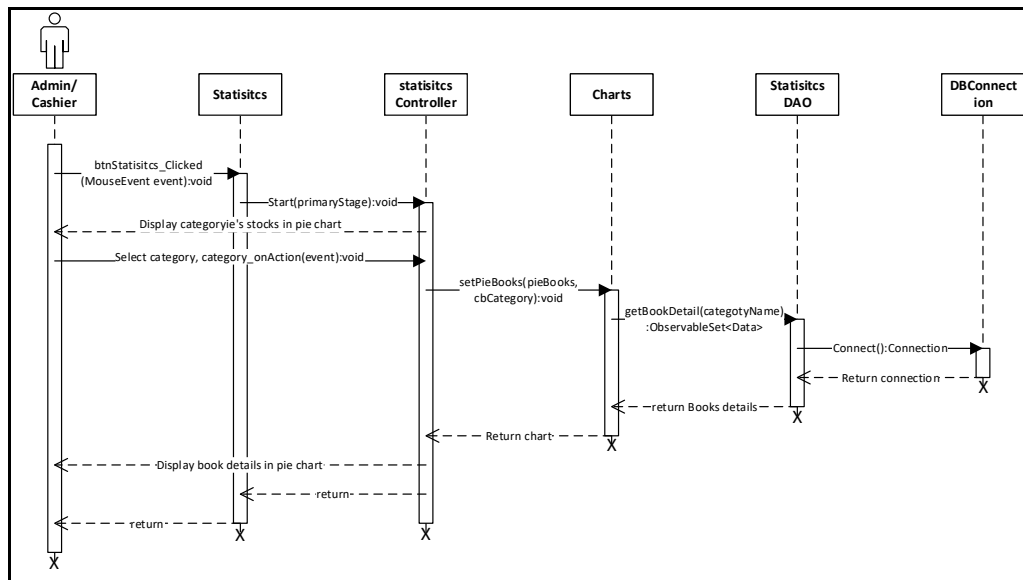 Admin/
Cashier
Statisitcs
statisitcs
Controller
Charts
Statisitcs
DAO
DBConnect
ion
btnStatisitcs_Clicked
(MouseEvent event):void
Start(primaryStage):void
Display categoryie's stocks in pie chart
Select category, category_onAction(event):void
setPieBooks(pieBooks,
cbCategory):void
getBookDetail(categotyName)
:ObservableSet<Data>
Connect():Connection
Return connection
X
return Books details
X
Return chart
X
Display book details in pie chart
return
return
X
X
X